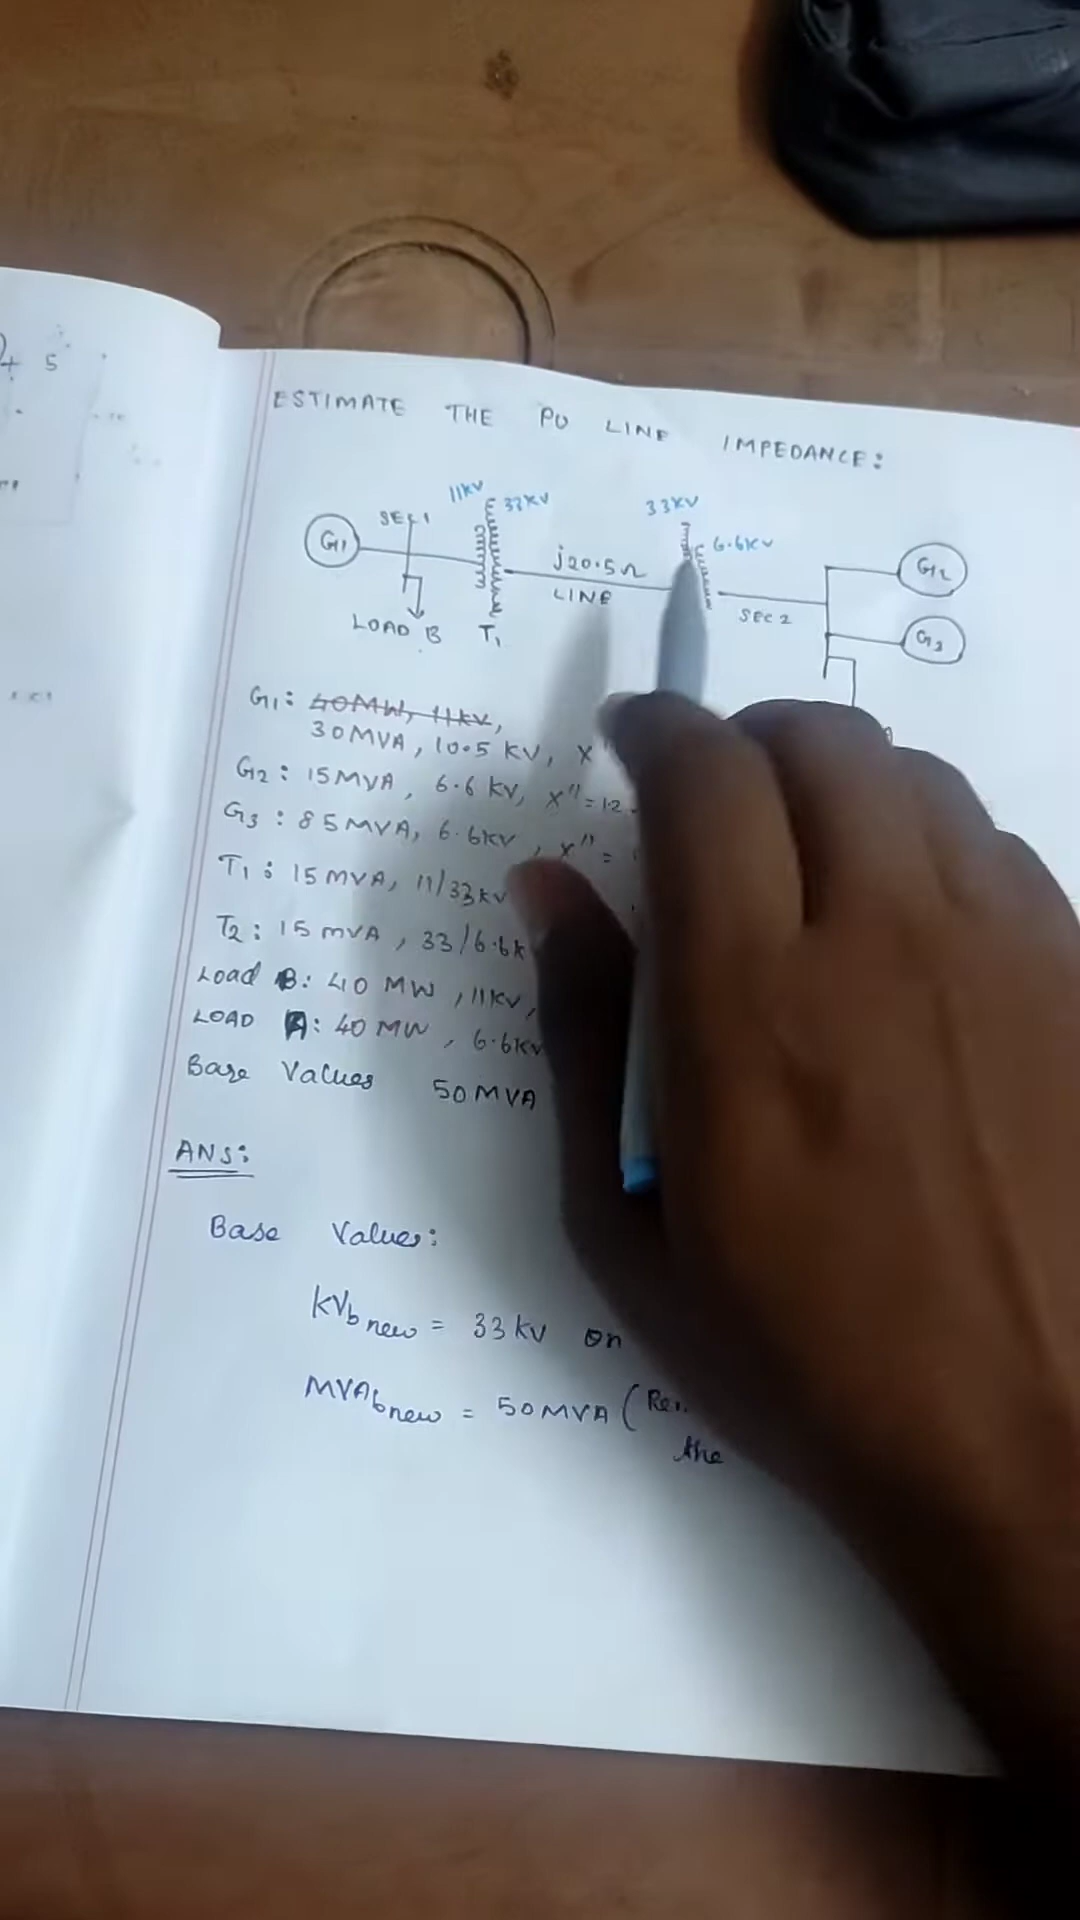 5
ESTIMATE THE PU LINE IMPEDANCE:
11KV 33KV 33KV 6.6KV
G1 SEC1 j20.5Ω LINE SEC 2 G2
LOAD B T1 G3
G1: 40MW, 11KV,
30MVA, 10.5 KV, X"
G2: 15MVA, 6.6 KV, X"=12
G3: 85MVA, 6.6KV, X"=
T1: 15MVA, 11/33KV
T2: 15 MVA, 33/6.6K
Load B: 40 MW, 11KV,
LOAD A: 40 MW, 6.6KV
Base Values 50MVA
ANS:
Base Values:
KVb new = 33 KV on
MVAb new = 50MVA (
the